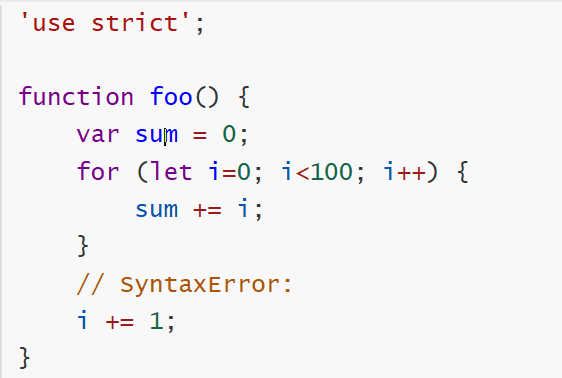 'use strict';
function foo() {
var sum = 0;
for (let i=0; i<100; i++) {
sum += i;
}
// SyntaxError:
i += 1;
}